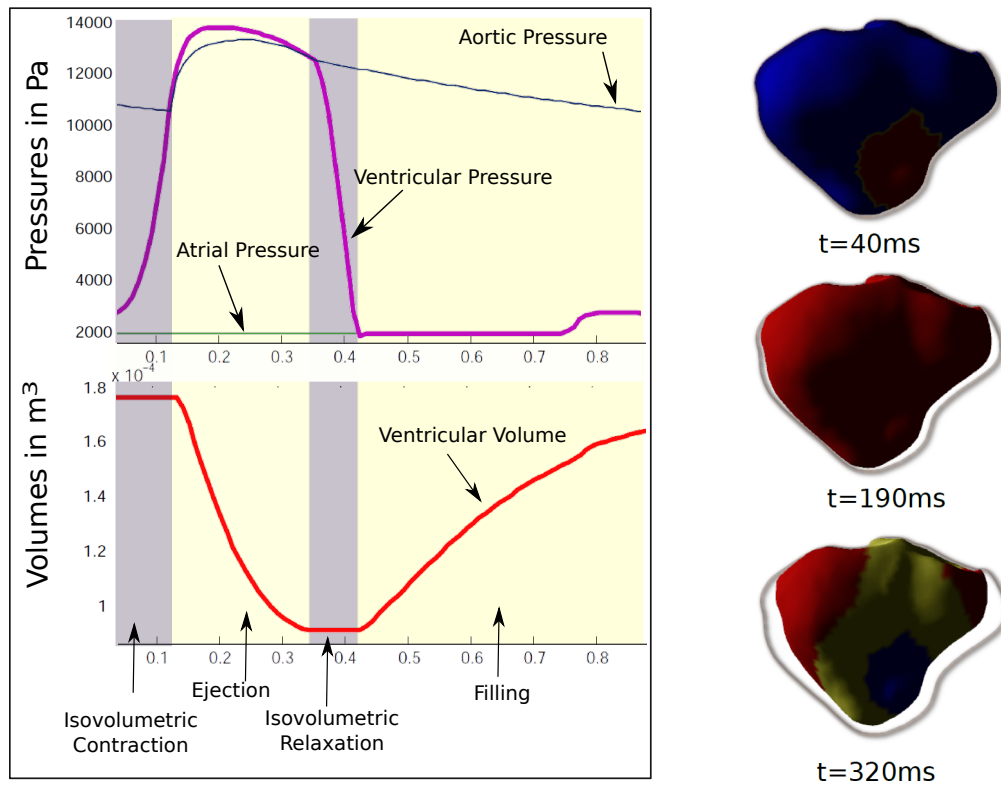 Pressures in Pa
14000
12000
10000
8000
6000
4000
2000
Aortic Pressure
Ventricular Pressure
Atrial Pressure
0.1 0.2 0.3 0.4 0.5 0.6 0.7 0.8
Volumes in m³
x 10⁻⁴
1.8
1.6
1.4
1.2
1
Ventricular Volume
0.1 0.2 0.3 0.4 0.5 0.6 0.7 0.8
Isovolumetric
Contraction
Ejection
Isovolumetric
Relaxation
Filling
t=40ms
t=190ms
t=320ms